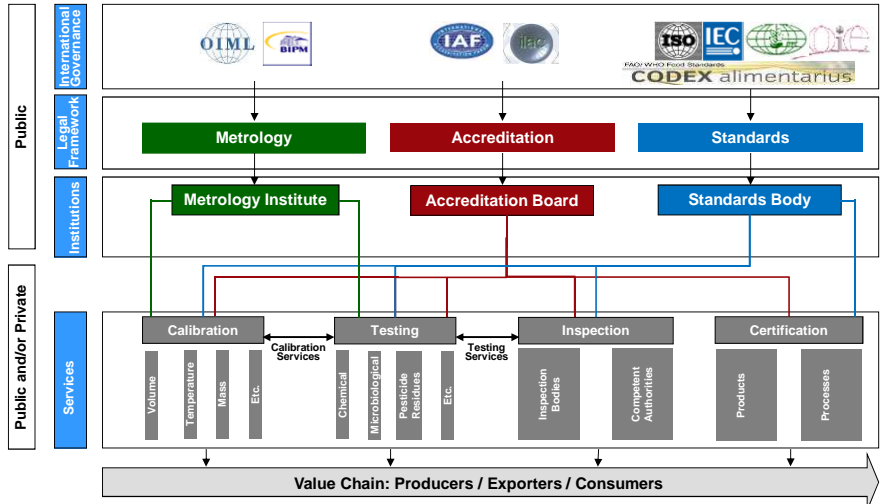 Public
International
Governance
OIML
BIPM
IAF
ilac
ISO
IEC
oie
FAO/WHO Food Standards
CODEX alimentarius
Legal
Framework
Metrology
Accreditation
Standards
Institutions
Metrology Institute
Accreditation Board
Standards Body
Public and/or Private
Services
Calibration
Calibration
Services
Testing
Testing
Services
Inspection
Certification
Volume
Temperature
Mass
Etc.
Chemical
Microbiological
Pesticide
Residues
Etc.
Inspection
Bodies
Competent
Authorities
Products
Processes
Value Chain: Producers / Exporters / Consumers